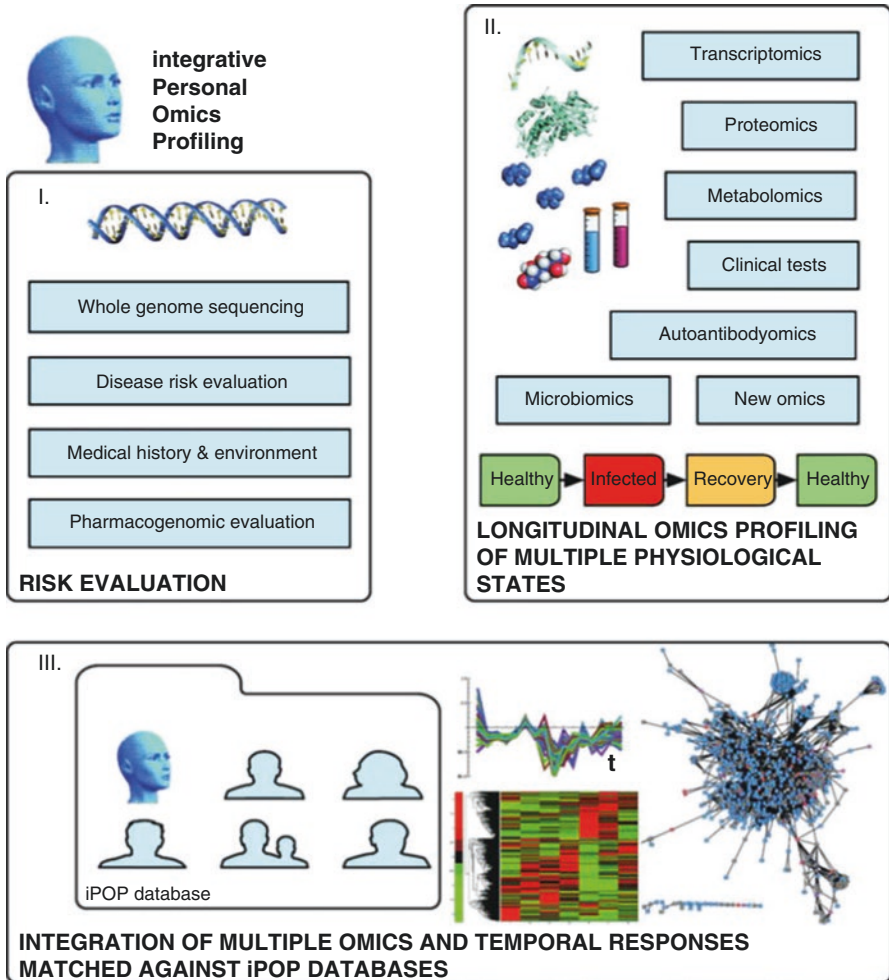 integrative
Personal
Omics
Profiling
I.
Whole genome sequencing
Disease risk evaluation
Medical history & environment
Pharmacogenomic evaluation
RISK EVALUATION
II.
Transcriptomics
Proteomics
Metabolomics
Clinical tests
Autoantibodyomics
Microbiomics
New omics
Healthy
Infected
Recovery
Healthy
LONGITUDINAL OMICS PROFILING
OF MULTIPLE PHYSIOLOGICAL
STATES
III.
iPOP database
t
INTEGRATION OF MULTIPLE OMICS AND TEMPORAL RESPONSES
MATCHED AGAINST iPOP DATABASES